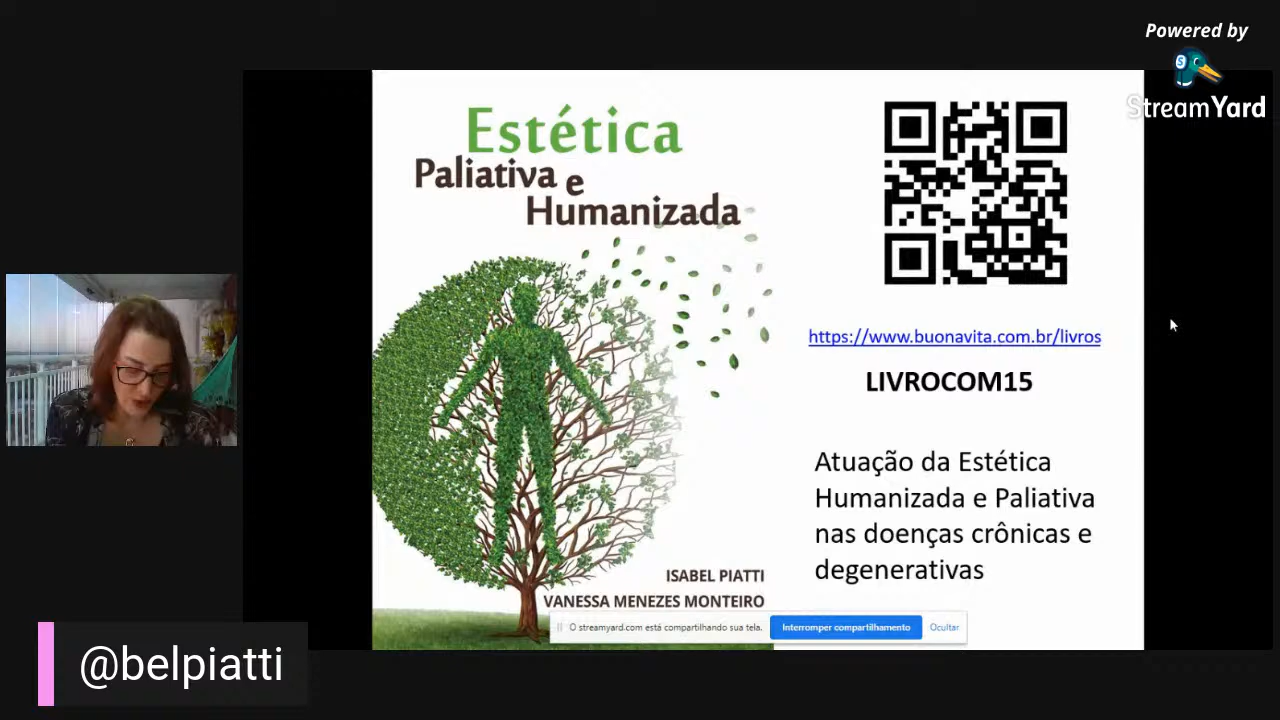 Powered by
StreamYard
Estética
Paliativa e
Humanizada
https://www.buonavita.com.br/livros
LIVROCOM15
Atuação da Estética
Humanizada e Paliativa
nas doenças crônicas e
degenerativas
ISABEL PIATTI
VANESSA MENEZES MONTEIRO
O streamyard.com está compartilhando sua tela.
Interromper compartilhamento
Ocultar
@belpiatti